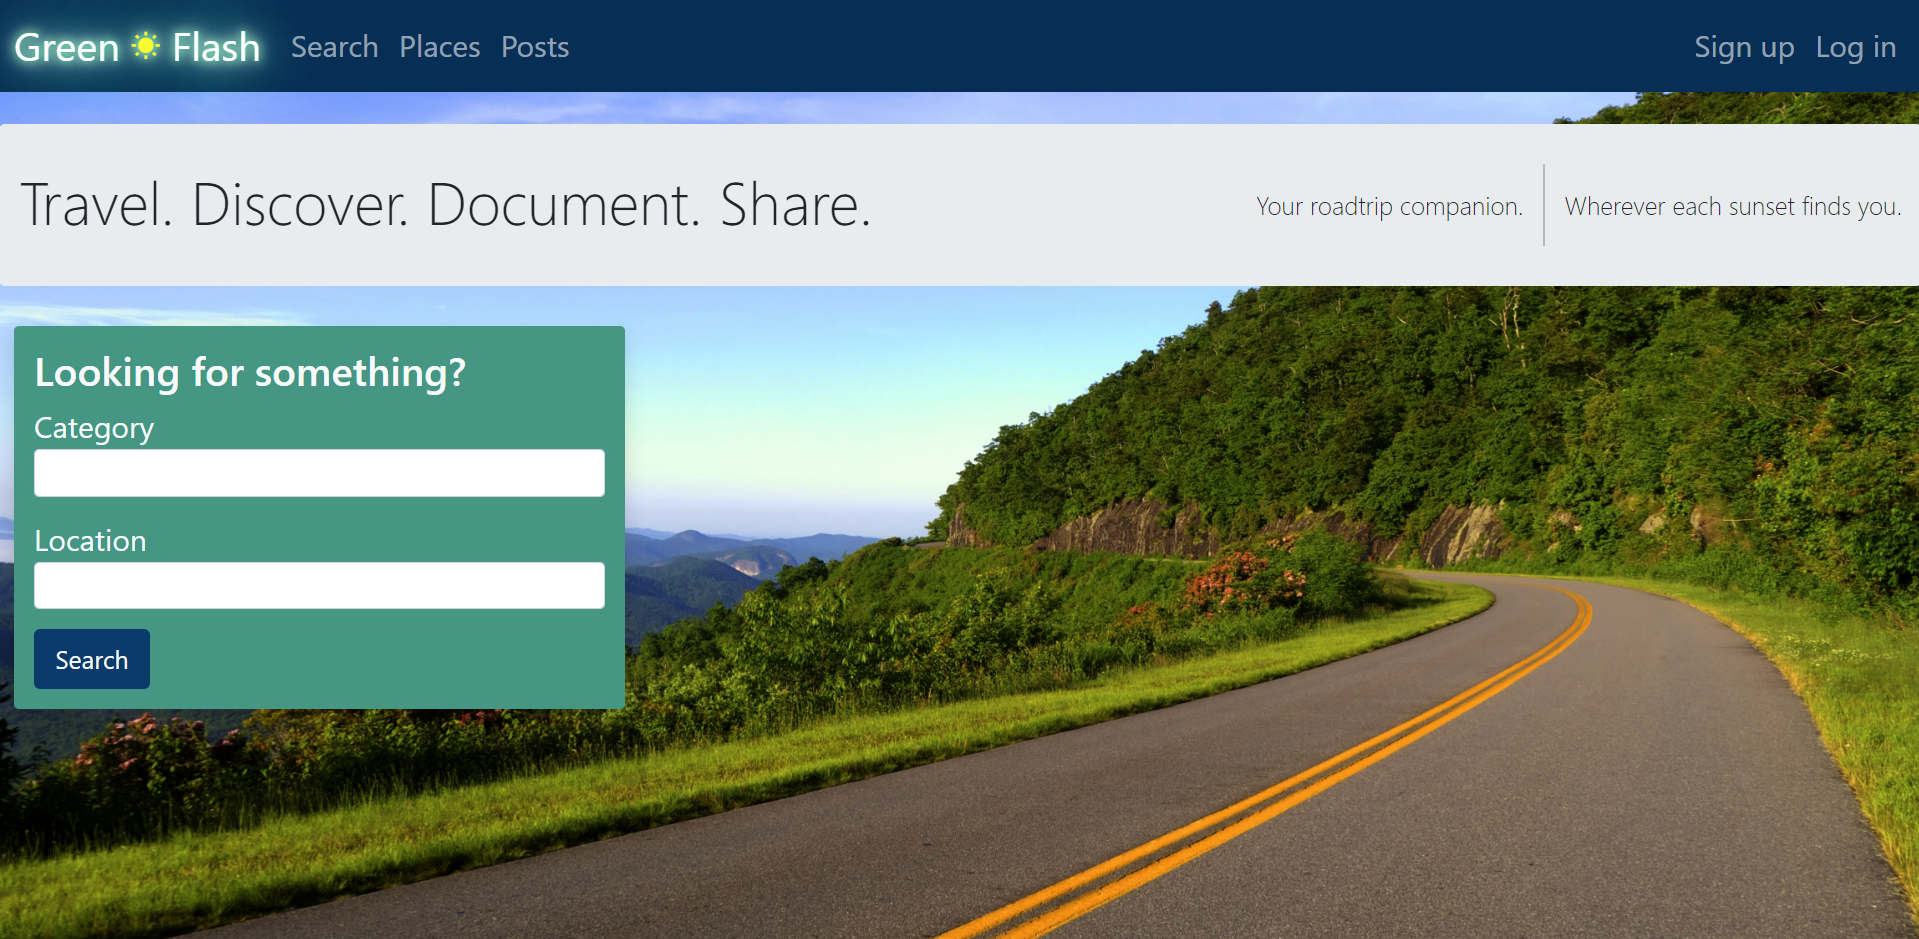 Green Flash Search Places Posts Sign up Log in
Travel. Discover. Document. Share. Your roadtrip companion. Wherever each sunset finds you.
Looking for something?
Category
Location
Search